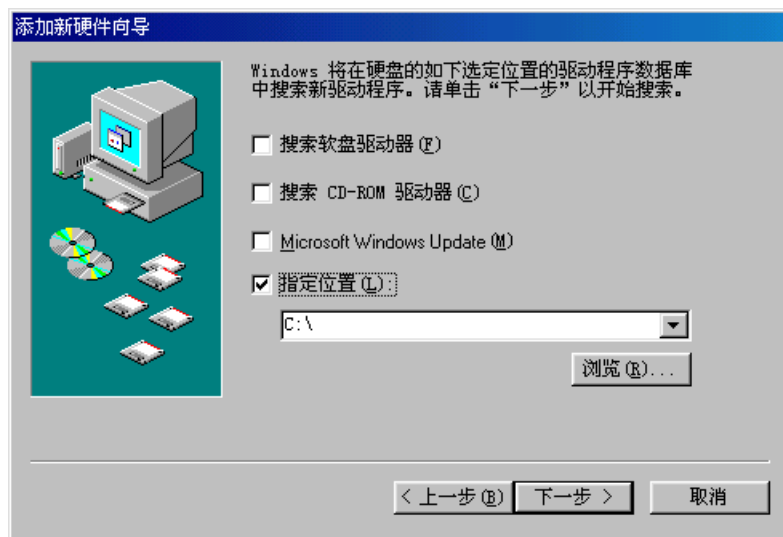 添加新硬件向导
Windows 将在硬盘的如下选定位置的驱动程序数据库
中搜索新驱动程序。请单击“下一步”以开始搜索。
搜索软盘驱动器(F)
搜索 CD-ROM 驱动器(C)
Microsoft Windows Update (M)
指定位置(L):
C:\
浏览(R)...
< 上一步(B)
下一步 >
取消